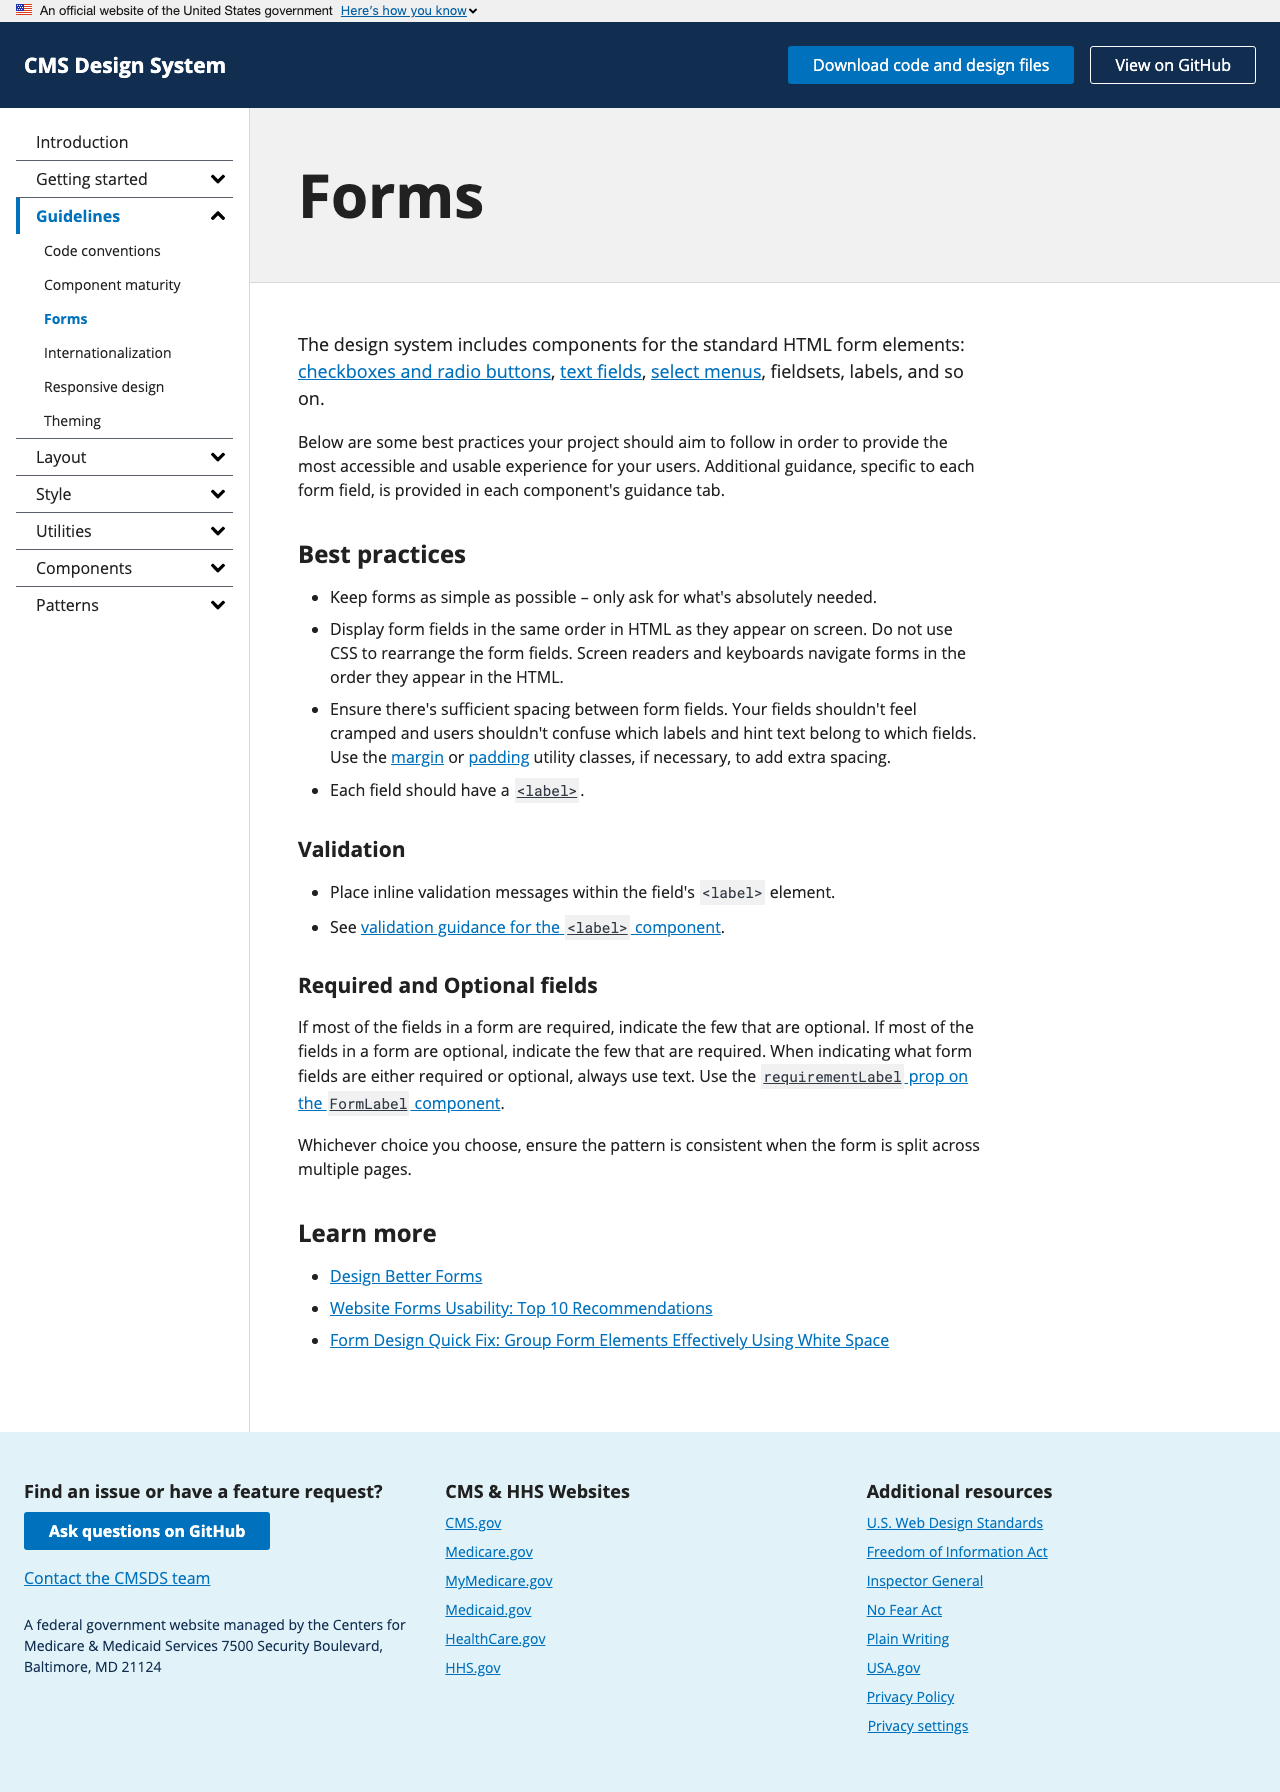 An official website of the United States government Here's how you know
CMS Design System
Download code and design files
View on GitHub
Introduction
Getting started
Guidelines
Code conventions
Component maturity
Forms
Internationalization
Responsive design
Theming
Layout
Style
Utilities
Components
Patterns
Forms
The design system includes components for the standard HTML form elements:
checkboxes and radio buttons, text fields, select menus, fieldsets, labels, and so
on.
Below are some best practices your project should aim to follow in order to provide the
most accessible and usable experience for your users. Additional guidance, specific to each
form field, is provided in each component's guidance tab.
Best practices
Keep forms as simple as possible – only ask for what's absolutely needed.
Display form fields in the same order in HTML as they appear on screen. Do not use
CSS to rearrange the form fields. Screen readers and keyboards navigate forms in the
order they appear in the HTML.
Ensure there's sufficient spacing between form fields. Your fields shouldn't feel
cramped and users shouldn't confuse which labels and hint text belong to which fields.
Use the margin or padding utility classes, if necessary, to add extra spacing.
Each field should have a <label>.
Validation
Place inline validation messages within the field's <label> element.
See validation guidance for the <label> component.
Required and Optional fields
If most of the fields in a form are required, indicate the few that are optional. If most of the
fields in a form are optional, indicate the few that are required. When indicating what form
fields are either required or optional, always use text. Use the requirementLabel prop on
the FormLabel component.
Whichever choice you choose, ensure the pattern is consistent when the form is split across
multiple pages.
Learn more
Design Better Forms
Website Forms Usability: Top 10 Recommendations
Form Design Quick Fix: Group Form Elements Effectively Using White Space
Find an issue or have a feature request?
Ask questions on GitHub
Contact the CMSDS team
A federal government website managed by the Centers for
Medicare & Medicaid Services 7500 Security Boulevard,
Baltimore, MD 21124
CMS & HHS Websites
CMS.gov
Medicare.gov
MyMedicare.gov
Medicaid.gov
HealthCare.gov
HHS.gov
Additional resources
U.S. Web Design Standards
Freedom of Information Act
Inspector General
No Fear Act
Plain Writing
USA.gov
Privacy Policy
Privacy settings